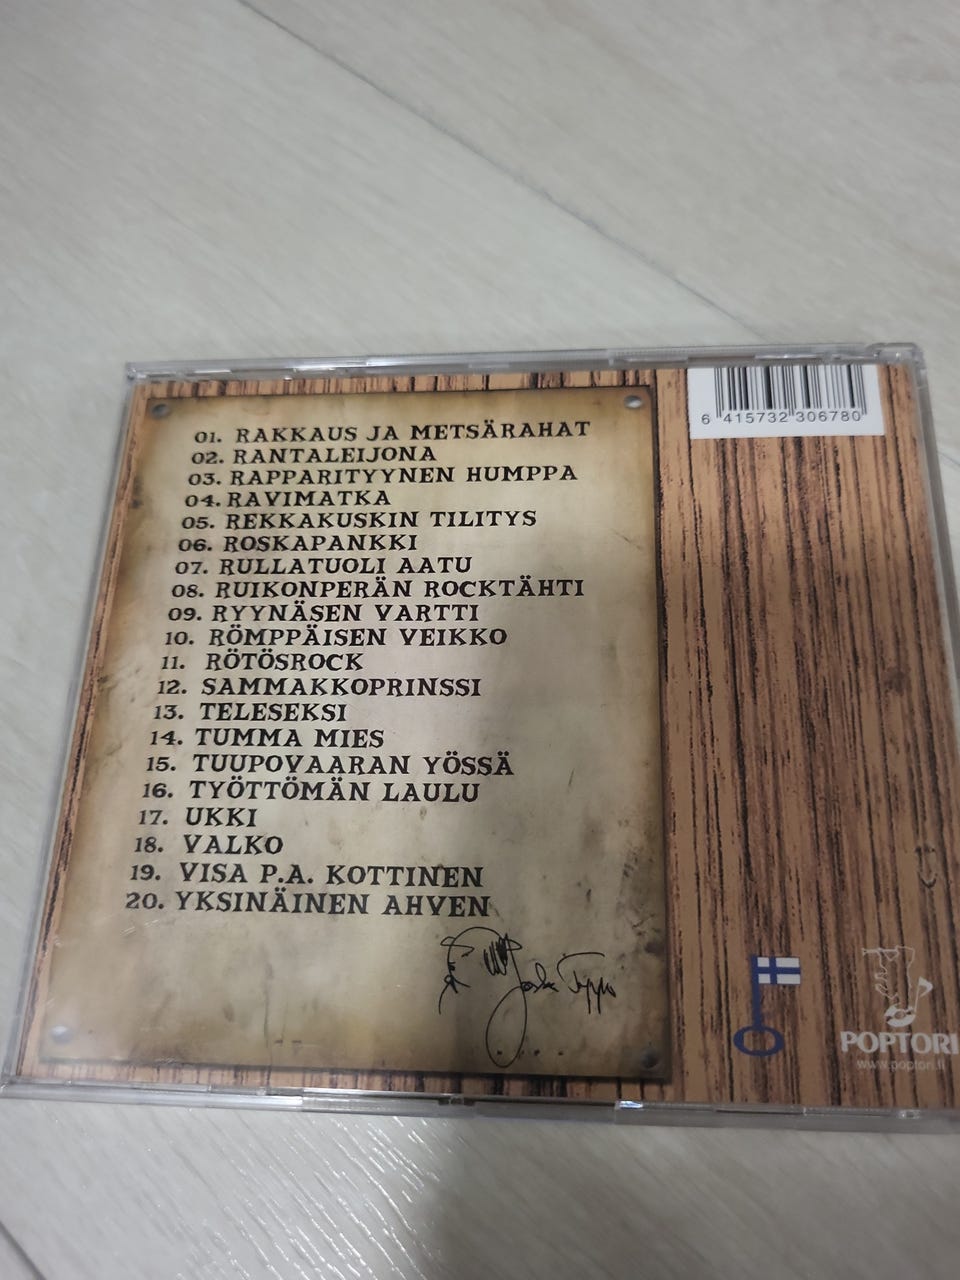 6 415732 306780
01. RAKKAUS JA METSÄRAHAT
02. RANTALEIJONA
03. RAPPARITYYNEN HUMPPA
04. RAVIMATKA
05. REKKAKUSKIN TILITYS
06. ROSKAPANKKI
07. RULLATUOLI AATU
08. RUIKONPERÄN ROCKTÄHTI
09. RYYNÄSEN VARTTI
10. RÖMPPÄISEN VEIKKO
11. RÖTÖSROCK
12. SAMMAKKOPRINSSI
13. TELESEKSI
14. TUMMA MIES
15. TUUPOVAARAN YÖSSÄ
16. TYÖTTÖMÄN LAULU
17. UKKI
18. VALKO
19. VISA P.A. KOTTINEN
20. YKSINÄINEN AHVEN
POPTORI
www.poptori.fi